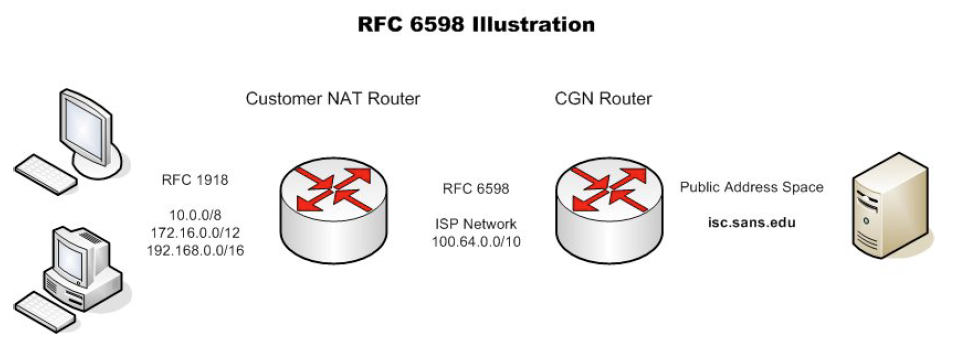 RFC 6598 Illustration
Customer NAT Router
CGN Router
RFC 1918
10.0.0/8
172.16.0.0/12
192.168.0.0/16
RFC 6598
ISP Network
100.64.0.0/10
Public Address Space
isc.sans.edu